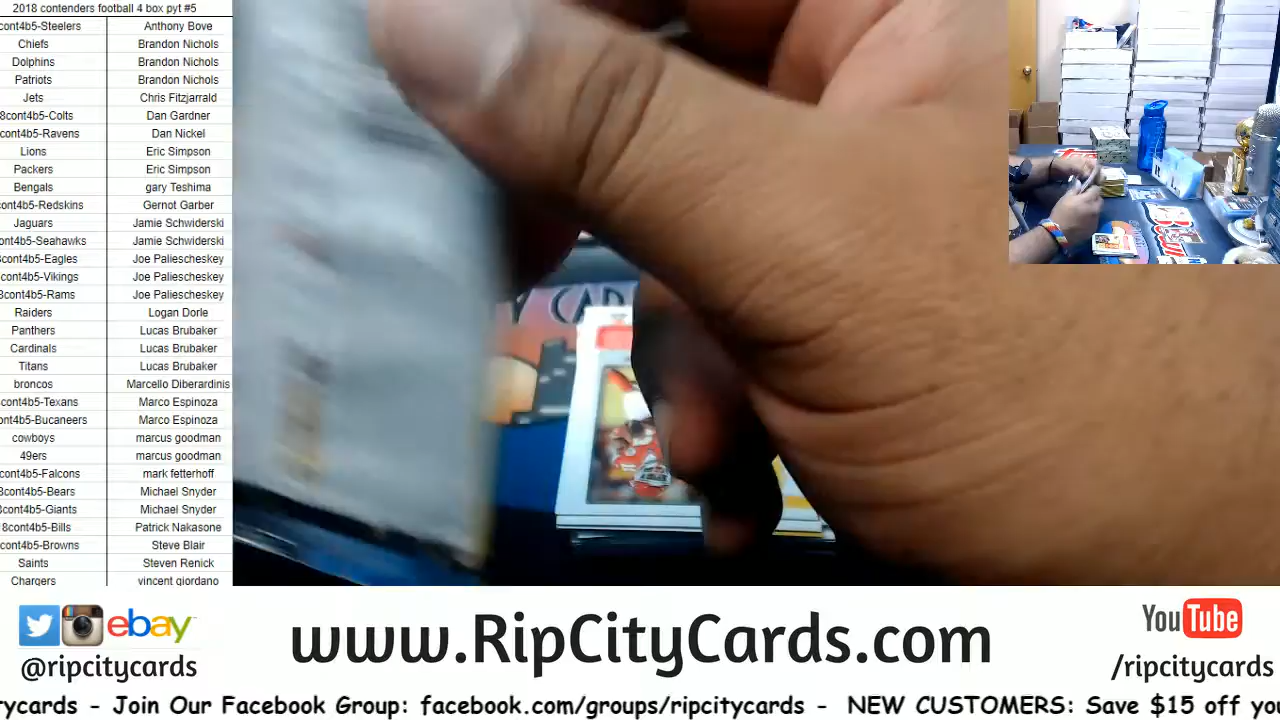 2018 contenders football 4 box pyt #5
cont4b5-Steelers Anthony Bove
Chiefs Brandon Nichols
Dolphins Brandon Nichols
Patriots Brandon Nichols
Jets Chris Fitzjarrald
8cont4b5-Colts Dan Gardner
cont4b5-Ravens Dan Nickel
Lions Eric Simpson
Packers Eric Simpson
Bengals gary Teshima
cont4b5-Redskins Gernot Garber
Jaguars Jamie Schwiderski
ont4b5-Seahawks Jamie Schwiderski
cont4b5-Eagles Joe Paliescheskey
cont4b5-Vikings Joe Paliescheskey
8cont4b5-Rams Joe Paliescheskey
Raiders Logan Dorle
Panthers Lucas Brubaker
Cardinals Lucas Brubaker
Titans Lucas Brubaker
broncos Marcello Diberardinis
cont4b5-Texans Marco Espinoza
ont4b5-Bucaneers Marco Espinoza
cowboys marcus goodman
49ers marcus goodman
cont4b5-Falcons mark fetterhoff
8cont4b5-Bears Michael Snyder
cont4b5-Giants Michael Snyder
8cont4b5-Bills Patrick Nakasone
cont4b5-Browns Steve Blair
Saints Steven Renick
Chargers vincent giordano
ebay
@ripcitycards
www.RipCityCards.com
YouTube
/ripcitycards
ycards - Join Our Facebook Group: facebook.com/groups/ripcitycards - NEW CUSTOMERS: Save $15 off you